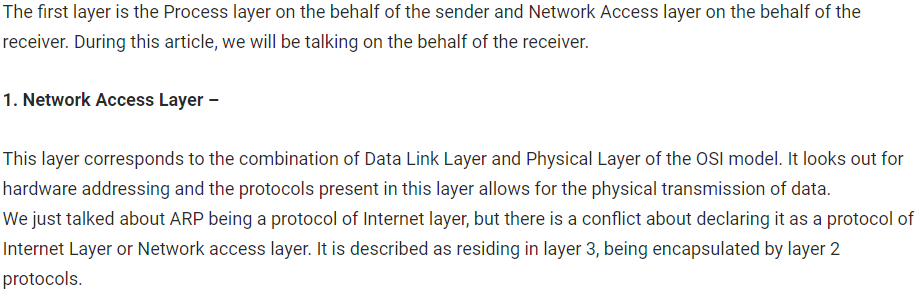 The first layer is the Process layer on the behalf of the sender and Network Access layer on the behalf of the
receiver. During this article, we will be talking on the behalf of the receiver.
1. Network Access Layer –
This layer corresponds to the combination of Data Link Layer and Physical Layer of the OSI model. It looks out for
hardware addressing and the protocols present in this layer allows for the physical transmission of data.
We just talked about ARP being a protocol of Internet layer, but there is a conflict about declaring it as a protocol of
Internet Layer or Network access layer. It is described as residing in layer 3, being encapsulated by layer 2
protocols.